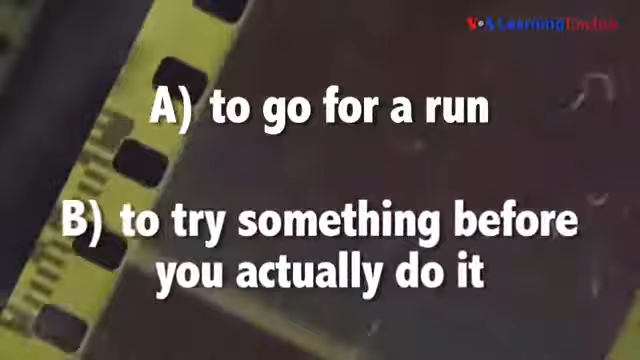 VOA Learning English
A) to go for a run
B) to try something before
you actually do it